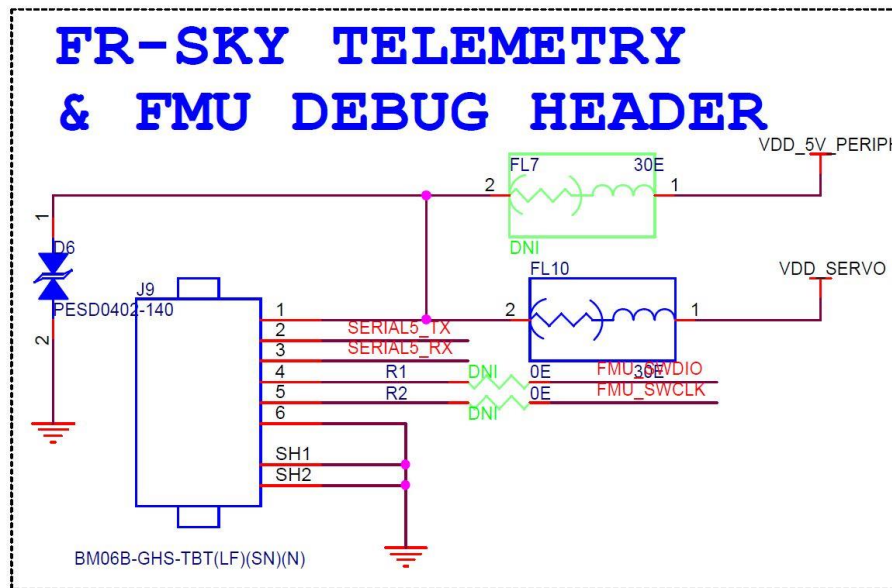 FR-SKY TELEMETRY
& FMU DEBUG HEADER
VDD_5V_PERIPH
FL7 30E
2 1
DNI
1
D6
PESD0402-140
2
FL10
VDD_SERVO
2 1
30E
J9
1
2 SERIAL5_TX
3 SERIAL5_RX
4 R1 DNI 0E FMU_SWDIO
5 R2 DNI 0E FMU_SWCLK
6
SH1
SH2
BM06B-GHS-TBT(LF)(SN)(N)